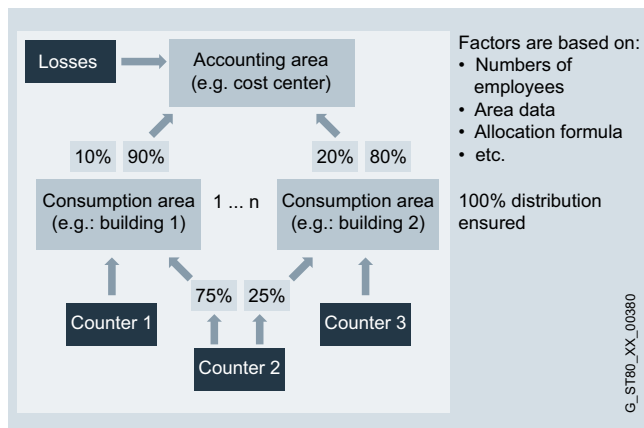 Losses
Accounting area
(e.g. cost center)
10% 90%
20% 80%
Consumption area
(e.g.: building 1)
1 ... n
Consumption area
(e.g.: building 2)
75% 25%
Counter 1
Counter 2
Counter 3
Factors are based on:
• Numbers of
employees
• Area data
• Allocation formula
• etc.
100% distribution
ensured
G_ST80_XX_00380